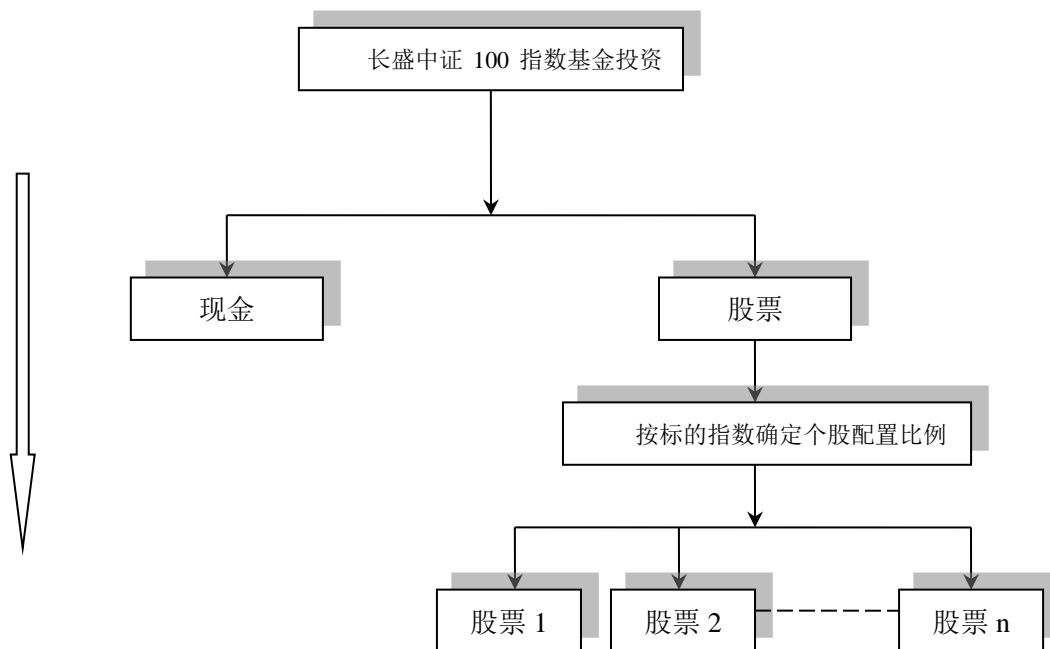 长盛中证 100 指数基金投资
现金
股票
按标的指数确定个股配置比例
股票 1
股票 2
股票 n